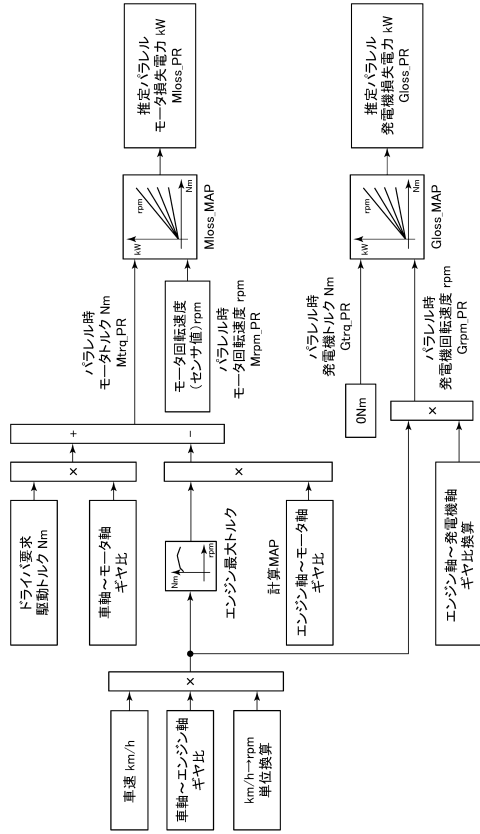 ドライバ要求
駆動トルク Nm
車軸~モータ軸
ギヤ比
×
+
−
パラレル時
モータトルク Nm
Mtrq_PR
モータ回転速度
(センサ値)rpm
パラレル時
モータ回転速度 rpm
Mrpm_PR
kW
rpm
Nm
Mloss_MAP
推定パラレル
モータ損失電力 kW
Mloss_PR
車速 km/h
車軸~エンジン軸
ギヤ比
km/h→rpm
単位換算
×
Nm
rpm
エンジン最大トルク
計算MAP
エンジン軸~モータ軸
ギヤ比
×
0Nm
パラレル時
発電機トルク Nm
Gtrq_PR
エンジン軸~発電機軸
ギヤ比換算
×
パラレル時
発電機回転速度 rpm
Grpm_PR
kW
rpm
Nm
Gloss_MAP
推定パラレル
発電機損失電力 kW
Gloss_PR